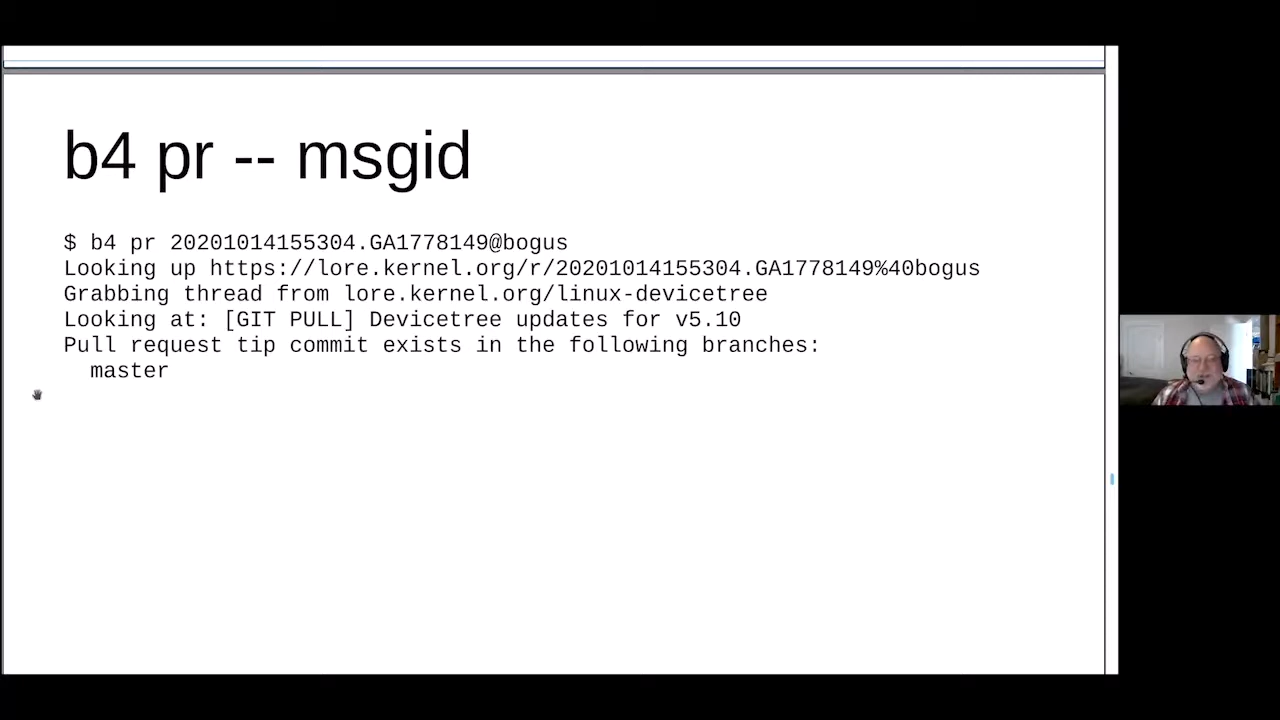 b4 pr -- msgid
$ b4 pr 20201014155304.GA1778149@bogus
Looking up https://lore.kernel.org/r/20201014155304.GA1778149%40bogus
Grabbing thread from lore.kernel.org/linux-devicetree
Looking at: [GIT PULL] Devicetree updates for v5.10
Pull request tip commit exists in the following branches:
  master